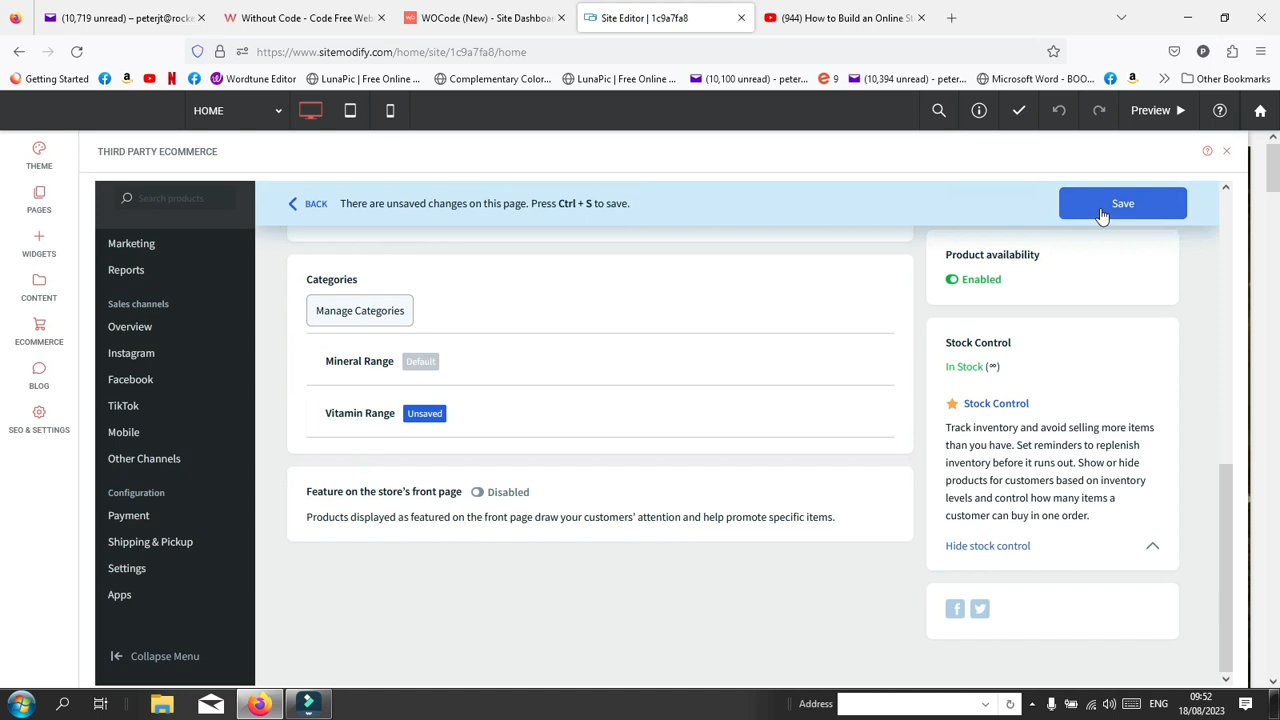 (10,719 unread) – peterjt@rocke
Without Code - Code Free Webs
WOCode (New) - Site Dashboar
Site Editor | 1c9a7fa8
(944) How to Build an Online St
https://www.sitemodify.com/home/site/1c9a7fa8/home
Getting Started
Wordtune Editor
LunaPic | Free Online ...
Complementary Color...
LunaPic | Free Online ...
(10,100 unread) - peter...
9
(10,394 unread) – peter...
Microsoft Word - BOO...
Other Bookmarks
HOME
Preview
THEME
PAGES
WIDGETS
CONTENT
ECOMMERCE
BLOG
SEO & SETTINGS
THIRD PARTY ECOMMERCE
Search products
Marketing
Reports
Sales channels
Overview
Instagram
Facebook
TikTok
Mobile
Other Channels
Configuration
Payment
Shipping & Pickup
Settings
Apps
Collapse Menu
BACK
There are unsaved changes on this page. Press Ctrl + S to save.
Save
Categories
Manage Categories
Mineral Range Default
Vitamin Range Unsaved
Feature on the store's front page Disabled
Products displayed as featured on the front page draw your customers' attention and help promote specific items.
Product availability
Enabled
Stock Control
In Stock (∞)
Stock Control
Track inventory and avoid selling more items
than you have. Set reminders to replenish
inventory before it runs out. Show or hide
products for customers based on inventory
levels and control how many items a
customer can buy in one order.
Hide stock control
Address
ENG
09:52
18/08/2023